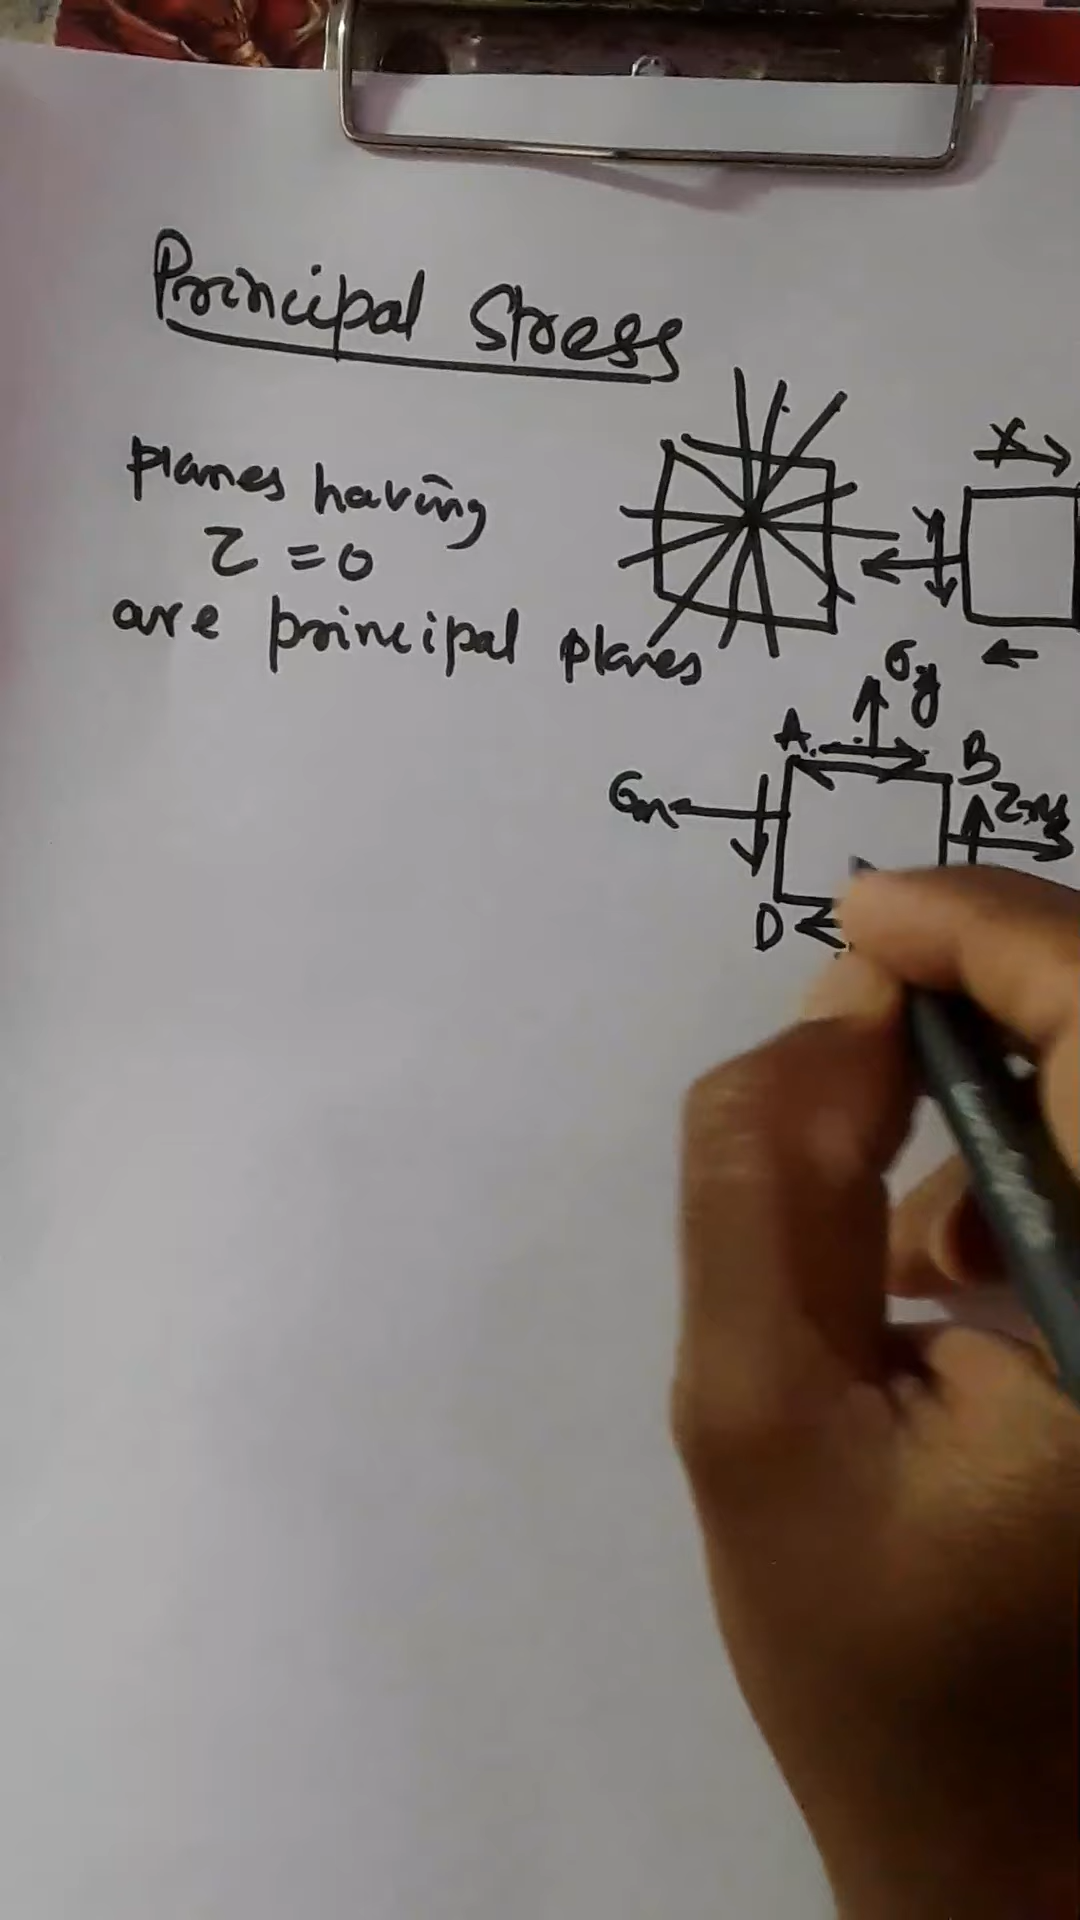 Principal Stress
planes having
τ = 0
are principal planes
x
y
σy
A
B
σx
τxy
D